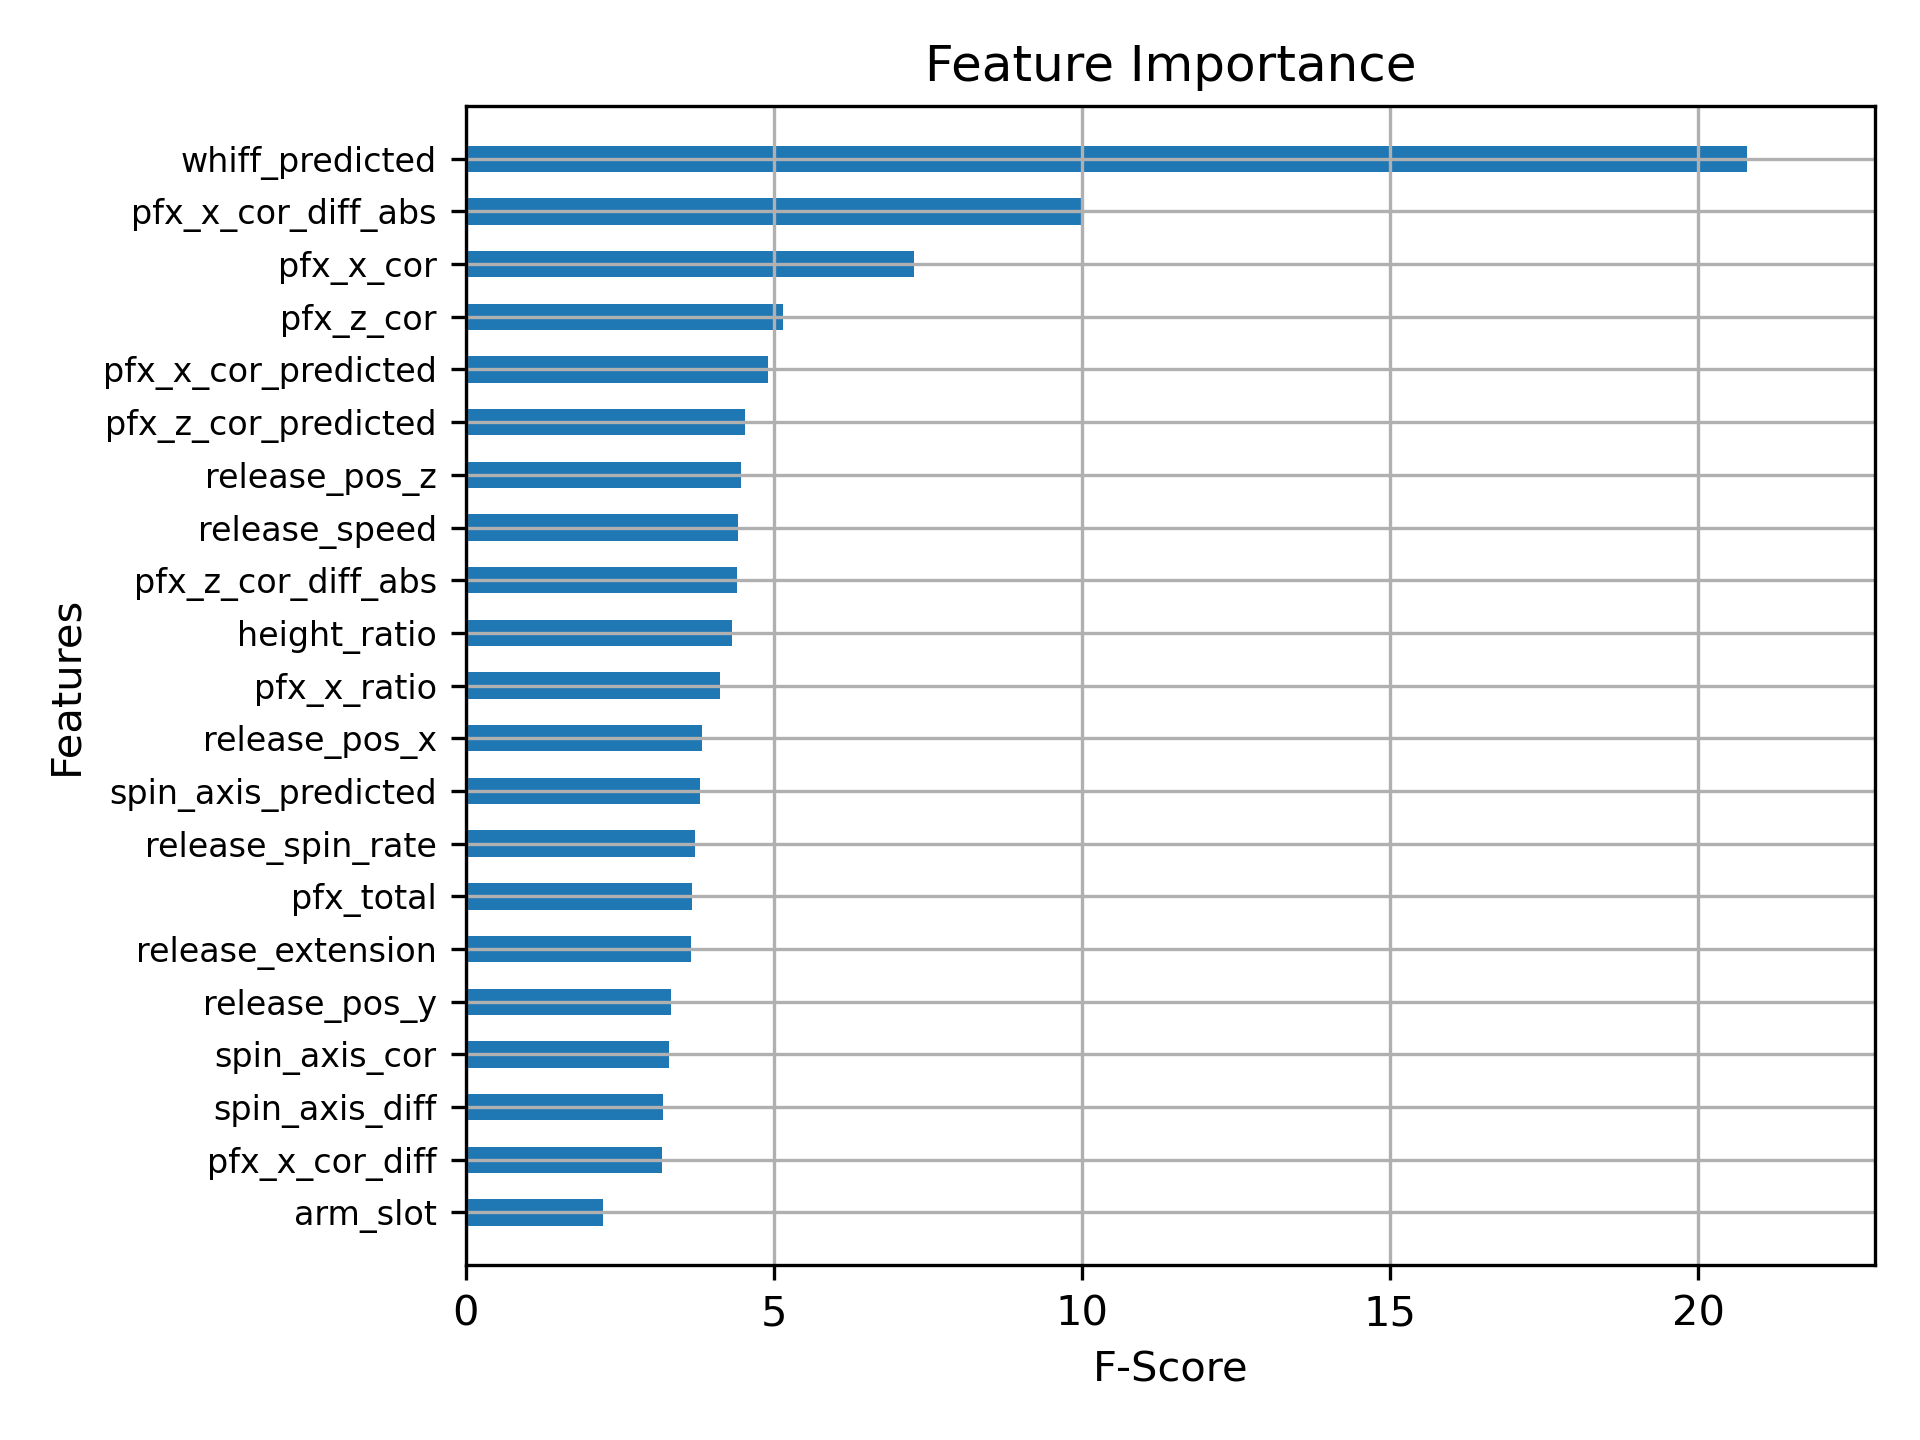 Feature Importance
whiff_predicted
pfx_x_cor_diff_abs
pfx_x_cor
pfx_z_cor
pfx_x_cor_predicted
pfx_z_cor_predicted
release_pos_z
release_speed
pfx_z_cor_diff_abs
height_ratio
pfx_x_ratio
release_pos_x
spin_axis_predicted
release_spin_rate
pfx_total
release_extension
release_pos_y
spin_axis_cor
spin_axis_diff
pfx_x_cor_diff
arm_slot
Features
0 5 10 15 20
F-Score